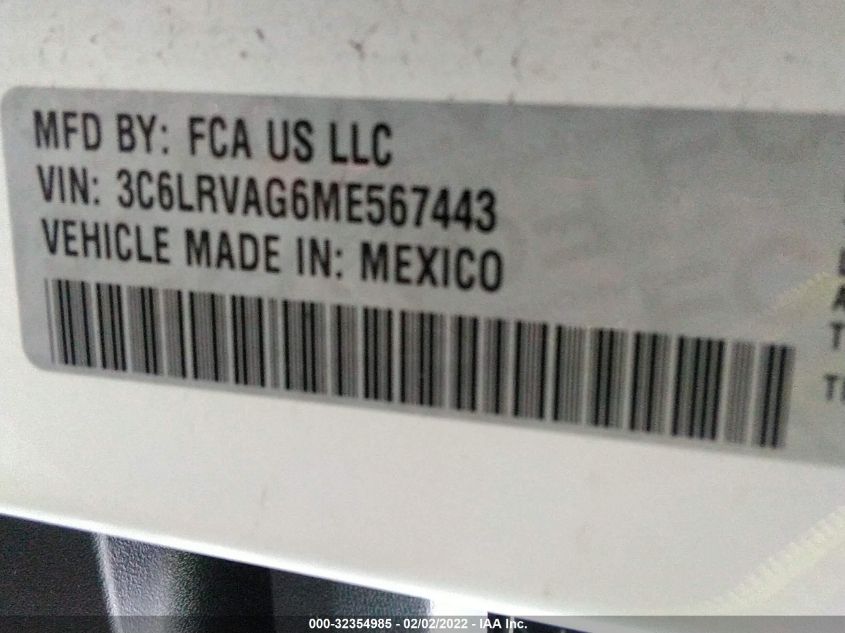 MFD BY: FCA US LLC
VIN: 3C6LRVAG6ME567443
VEHICLE MADE IN: MEXICO
A
T
000-32354985 - 02/02/2022 - IAA Inc.